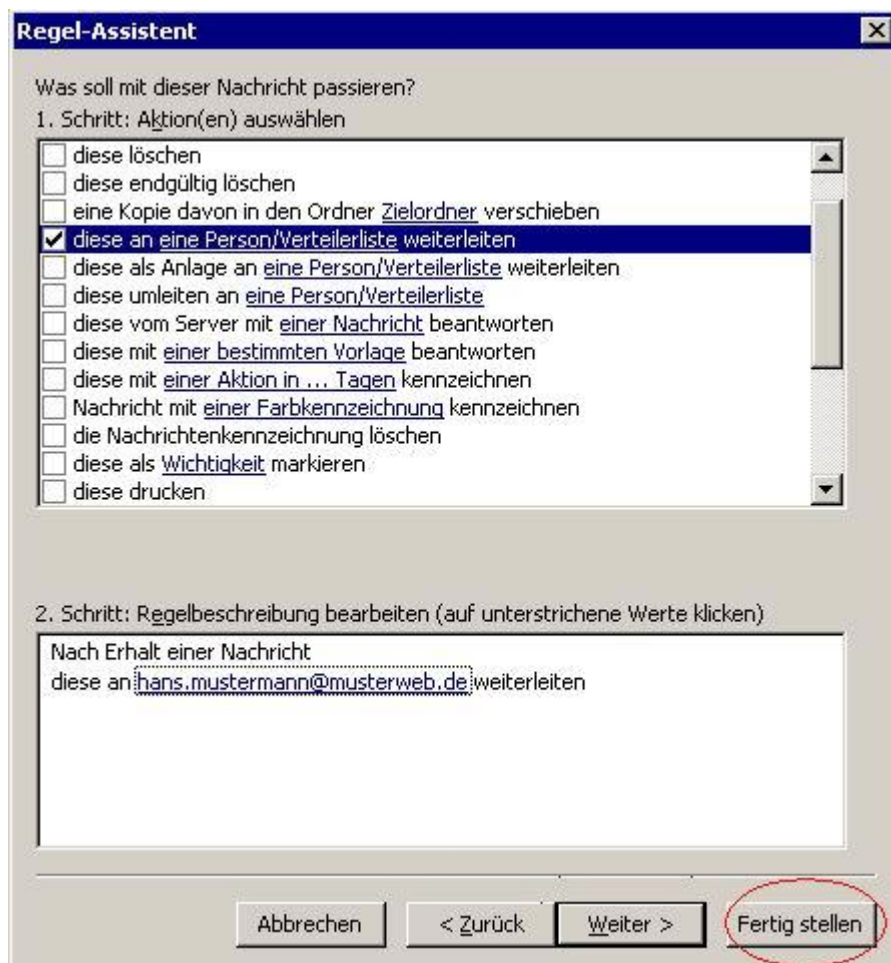 Regel-Assistent
Was soll mit dieser Nachricht passieren?
1. Schritt: Aktion(en) auswählen
diese löschen
diese endgültig löschen
eine Kopie davon in den Ordner Zielordner verschieben
diese an eine Person/Verteilerliste weiterleiten
diese als Anlage an eine Person/Verteilerliste weiterleiten
diese umleiten an eine Person/Verteilerliste
diese vom Server mit einer Nachricht beantworten
diese mit einer bestimmten Vorlage beantworten
diese mit einer Aktion in ... Tagen kennzeichnen
Nachricht mit einer Farbkennzeichnung kennzeichnen
die Nachrichtenkennzeichnung löschen
diese als Wichtigkeit markieren
diese drucken
2. Schritt: Regelbeschreibung bearbeiten (auf unterstrichene Werte klicken)
Nach Erhalt einer Nachricht
diese an hans.mustermann@musterweb.de weiterleiten
Abbrechen < Zurück Weiter > Fertig stellen